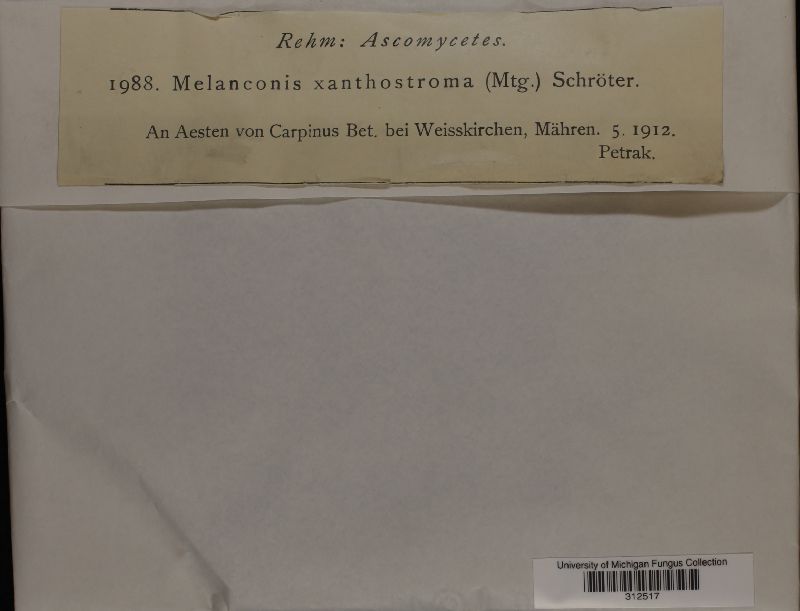 Rehm: Ascomycetes.
1988. Melanconis xanthostroma (Mtg.) Schröter.
An Aesten von Carpinus Bet. bei Weisskirchen, Mähren. 5. 1912.
Petrak.
University of Michigan Fungus Collection
312517